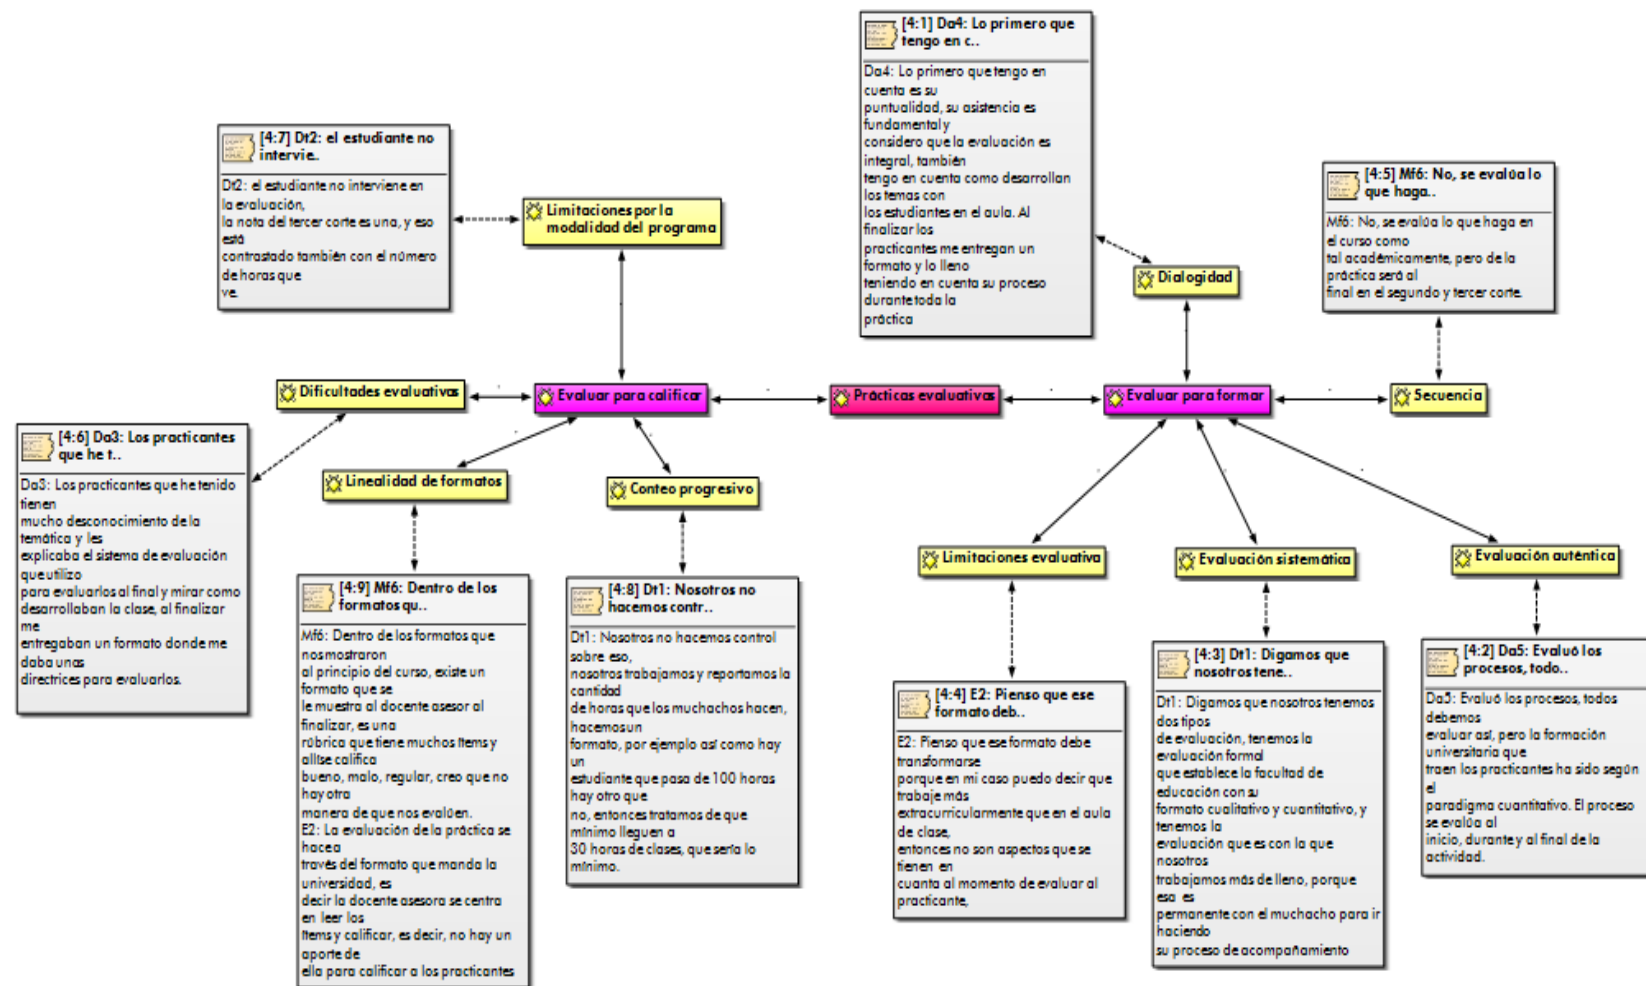 [4:1] Da4: Lo primero que
tengo en c..
Da4: Lo primero que tengo en
cuenta es su
puntualidad, su asistencia es
fundamental y
considero que la evaluación es
integral, también
tengo en cuenta como desarrollan
los temas con
los estudiantes en el aula. Al
finalizar los
practicantes me entregan un
formato y lo lleno
teniendo en cuenta su proceso
durante toda la
práctica
[4:7] Dt2: el estudiante no
intervie..
Dt2: el estudiante no interviene en
la evaluación,
la nota del tercer corte es una, y eso
está
contrastado también con el número
de horas que
ve.
Limitaciones por la
modalidad del programa
[4:5] Mf6: No, se evalúa lo
que haga..
Mf6: No, se evalúa lo que haga en
el curso como
tal académicamente, pero de la
práctica será al
final en el segundo y tercer corte.
Dialogidad
Dificultades evaluativas
Evaluar para calificar
Prácticas evaluativas
Evaluar para formar
Secuencia
[4:6] Da3: Los practicantes
que he t..
Da3: Los practicantes que he tenido
tienen
mucho desconocimiento de la
temática y les
explicaba el sistema de evaluación
que utilizo
para evaluarlos al final y mirar como
desarrollaban la clase, al finalizar
me
entregaban un formato donde me
daba unas
directrices para evaluarlos.
Linealidad de formatos
Conteo progresivo
Limitaciones evaluativa
Evaluación sistemática
Evaluación auténtica
[4:9] Mf6: Dentro de los
formatos qu..
Mf6: Dentro de los formatos que
nos mostraron
al principio del curso, existe un
formato que se
le muestra al docente asesor al
finalizar, es una
rúbrica que tiene muchos ítems y
allí se califica
bueno, malo, regular, creo que no
hay otra
manera de que nos evalúen.
E2: La evaluación de la práctica se
hace a
través del formato que manda la
universidad, es
decir la docente asesora se centra
en leer los
ítems y calificar, es decir, no hay un
aporte de
ella para calificar a los practicantes
[4:8] Dt1: Nosotros no
hacemos contr..
Dt1: Nosotros no hacemos control
sobre eso,
nosotros trabajamos y reportamos la
cantidad
de horas que los muchachos hacen,
hacemos un
formato, por ejemplo así como hay
un
estudiante que pasa de 100 horas
hay otro que
no, entonces tratamos de que
mínimo lleguen a
30 horas de clases, que sería lo
mínimo.
[4:4] E2: Pienso que ese
formato deb..
E2: Pienso que ese formato debe
transformarse
porque en mi caso puedo decir que
trabaje más
extracurricularmente que en el aula
de clase,
entonces no son aspectos que se
tienen en
cuanta al momento de evaluar al
practicante,
[4:3] Dt1: Digamos que
nosotros tene..
Dt1: Digamos que nosotros tenemos
dos tipos
de evaluación, tenemos la
evaluación formal
que establece la facultad de
educación con su
formato cualitativo y cuantitativo, y
tenemos la
evaluación que es con la que
nosotros
trabajamos más de lleno, porque
esa es
permanente con el muchacho para ir
haciendo
su proceso de acompañamiento
[4:2] Da5: Evaluó los
procesos, todo..
Da5: Evaluó los procesos, todos
debemos
evaluar así, pero la formación
universitaria que
traen los practicantes ha sido según
el
paradigma cuantitativo. El proceso
se evalúa al
inicio, durante y al final de la
actividad.